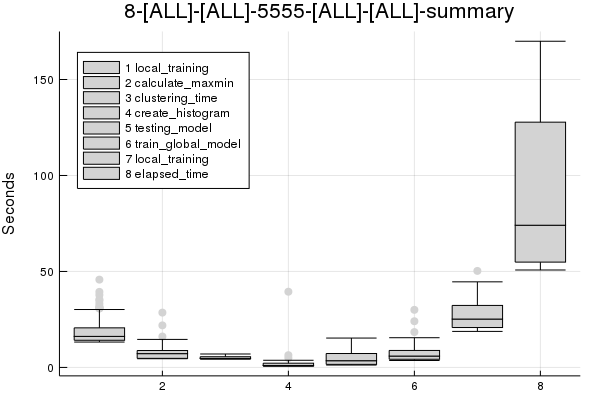 8-[ALL]-[ALL]-5555-[ALL]-[ALL]-summary
Seconds
150
100
50
0
1 local_training
2 calculate_maxmin
3 clustering_time
4 create_histogram
5 testing_model
6 train_global_model
7 local_training
8 elapsed_time
2 4 6 8